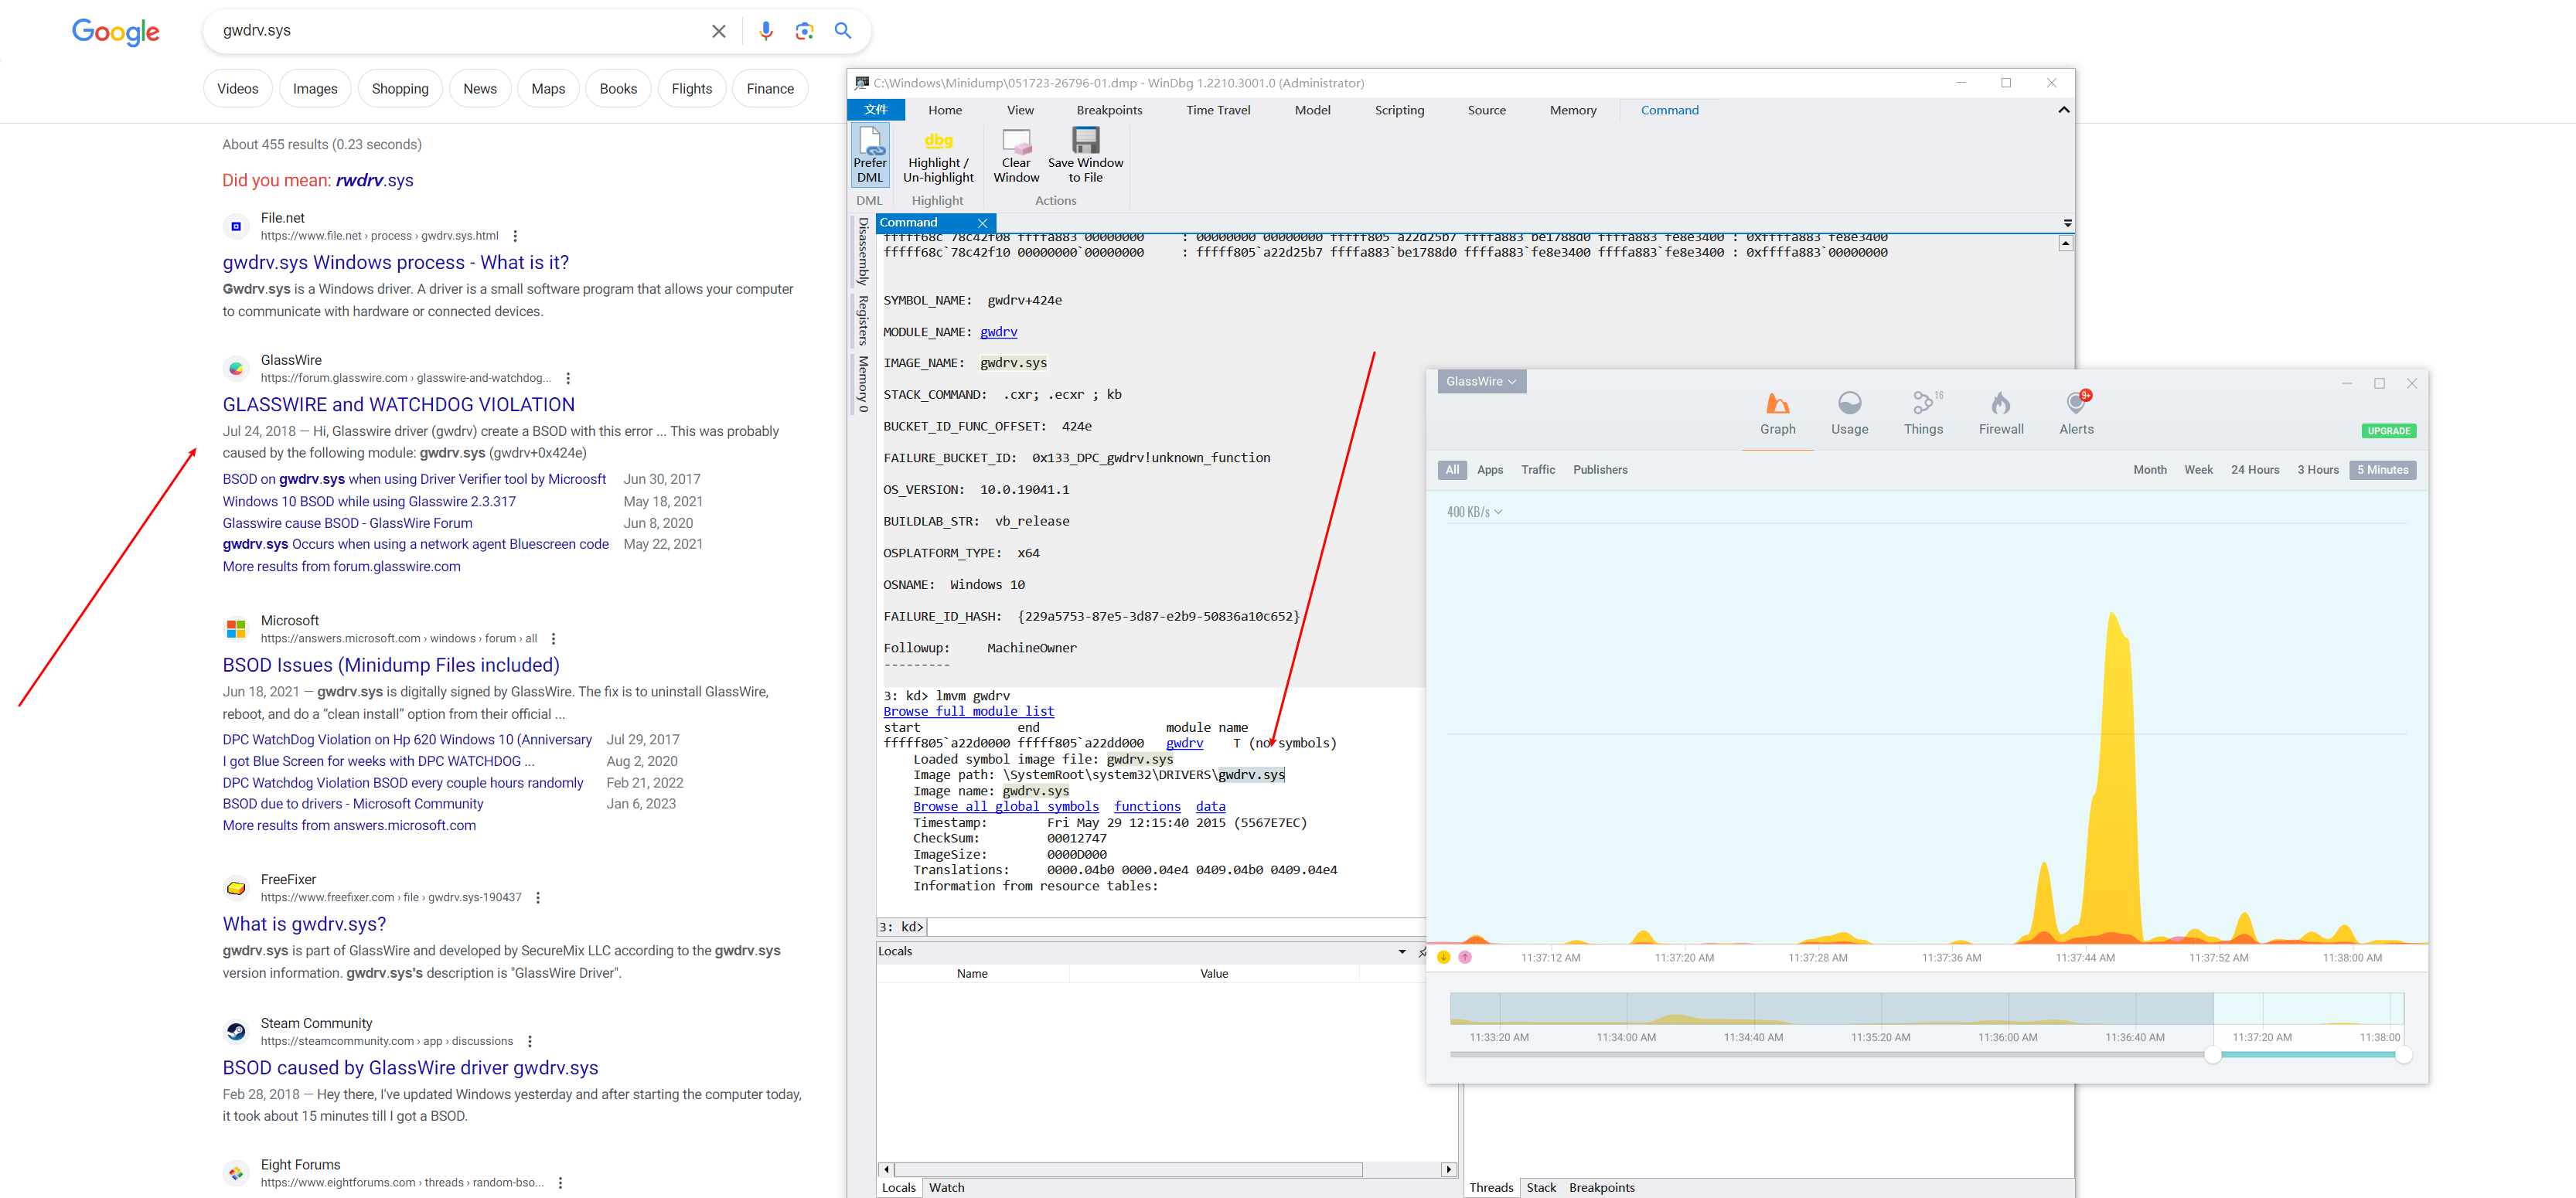 Google
gwdrv.sys
Videos
Images
Shopping
News
Maps
Books
Flights
Finance
About 455 results (0.23 seconds)
Did you mean: rwdrv.sys
File.net
https://www.file.net › process › gwdrv.sys.html
gwdrv.sys Windows process - What is it?
Gwdrv.sys is a Windows driver. A driver is a small software program that allows your computer
to communicate with hardware or connected devices.
GlassWire
https://forum.glasswire.com › glasswire-and-watchdog...
GLASSWIRE and WATCHDOG VIOLATION
Jul 24, 2018 — Hi, Glasswire driver (gwdrv) create a BSOD with this error ... This was probably
caused by the following module: gwdrv.sys (gwdrv+0x424e)
BSOD on gwdrv.sys when using Driver Verifier tool by Microosft Jun 30, 2017
Windows 10 BSOD while using Glasswire 2.3.317 May 18, 2021
Glasswire cause BSOD - GlassWire Forum Jun 8, 2020
gwdrv.sys Occurs when using a network agent Bluescreen code May 22, 2021
More results from forum.glasswire.com
Microsoft
https://answers.microsoft.com › windows › forum › all
BSOD Issues (Minidump Files included)
Jun 18, 2021 — gwdrv.sys is digitally signed by GlassWire. The fix is to uninstall GlassWire,
reboot, and do a “clean install” option from their official ...
DPC WatchDog Violation on Hp 620 Windows 10 (Anniversary Jul 29, 2017
I got Blue Screen for weeks with DPC WATCHDOG ... Aug 2, 2020
DPC Watchdog Violation BSOD every couple hours randomly Feb 21, 2022
BSOD due to drivers - Microsoft Community Jan 6, 2023
More results from answers.microsoft.com
FreeFixer
https://www.freefixer.com › file › gwdrv.sys-190437
What is gwdrv.sys?
gwdrv.sys is part of GlassWire and developed by SecureMix LLC according to the gwdrv.sys
version information. gwdrv.sys's description is "GlassWire Driver".
Steam Community
https://steamcommunity.com › app › discussions
BSOD caused by GlassWire driver gwdrv.sys
Feb 28, 2018 — Hey there, I've updated Windows yesterday and after starting the computer today,
it took about 15 minutes till I got a BSOD.
Eight Forums
https://www.eightforums.com › threads › random-bso...
C:\Windows\Minidump\051723-26796-01.dmp - WinDbg 1.2210.3001.0 (Administrator)
文件
Home
View
Breakpoints
Time Travel
Model
Scripting
Source
Memory
Command
Prefer
DML
dbg
Highlight /
Un-highlight
Clear
Window
Save Window
to File
DML
Highlight
Actions
Disassembly
Registers
Memory 0
Command
fffff68c`78c42f08 ffffa883`00000000 : 00000000`00000000 fffff805`a22d25b7 ffffa883`be1788d0 ffffa883`fe8e3400 : 0xffffa883`fe8e3400
fffff68c`78c42f10 00000000`00000000 : fffff805`a22d25b7 ffffa883`be1788d0 ffffa883`fe8e3400 ffffa883`fe8e3400 : 0xffffa883`00000000
SYMBOL_NAME: gwdrv+424e
MODULE_NAME: gwdrv
IMAGE_NAME: gwdrv.sys
STACK_COMMAND: .cxr; .ecxr ; kb
BUCKET_ID_FUNC_OFFSET: 424e
FAILURE_BUCKET_ID: 0x133_DPC_gwdrv!unknown_function
OS_VERSION: 10.0.19041.1
BUILDLAB_STR: vb_release
OSPLATFORM_TYPE: x64
OSNAME: Windows 10
FAILURE_ID_HASH: {229a5753-87e5-3d87-e2b9-50836a10c652}
Followup: MachineOwner
---------
3: kd> lmvm gwdrv
Browse full module list
start end module name
fffff805`a22d0000 fffff805`a22dd000 gwdrv T (no symbols)
Loaded symbol image file: gwdrv.sys
Image path: \SystemRoot\system32\DRIVERS\gwdrv.sys
Image name: gwdrv.sys
Browse all global symbols functions data
Timestamp: Fri May 29 12:15:40 2015 (5567E7EC)
CheckSum: 00012747
ImageSize: 0000D000
Translations: 0000.04b0 0000.04e4 0409.04b0 0409.04e4
Information from resource tables:
3: kd>
Locals
Name
Value
Locals
Watch
Threads
Stack
Breakpoints
GlassWire
Graph
Usage
Things
16
Firewall
Alerts
9+
UPGRADE
All
Apps
Traffic
Publishers
Month
Week
24 Hours
3 Hours
5 Minutes
400 KB/s
11:37:12 AM
11:37:20 AM
11:37:28 AM
11:37:36 AM
11:37:44 AM
11:37:52 AM
11:38:00 AM
11:33:20 AM
11:34:00 AM
11:34:40 AM
11:35:20 AM
11:36:00 AM
11:36:40 AM
11:37:20 AM
11:38:00